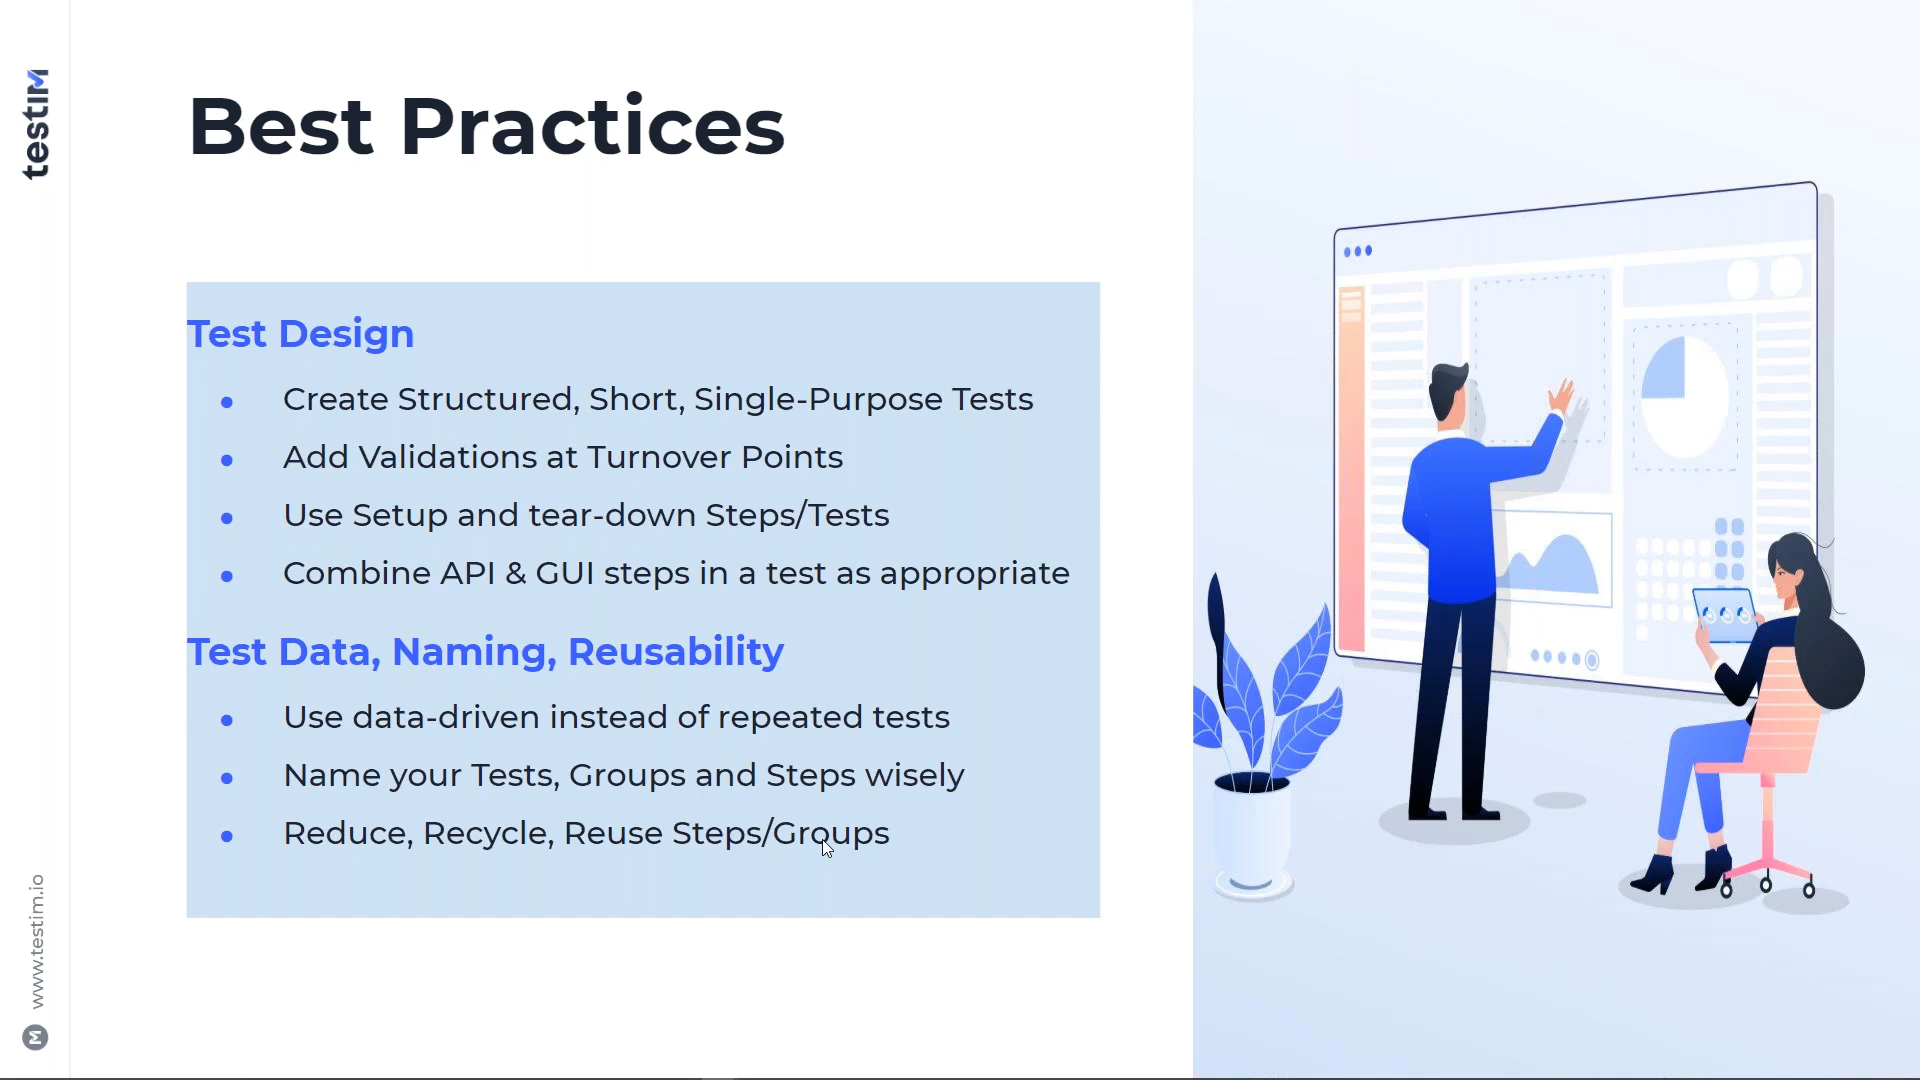 testim
Best Practices
Test Design
• Create Structured, Short, Single-Purpose Tests
• Add Validations at Turnover Points
• Use Setup and tear-down Steps/Tests
• Combine API & GUI steps in a test as appropriate
Test Data, Naming, Reusability
• Use data-driven instead of repeated tests
• Name your Tests, Groups and Steps wisely
• Reduce, Recycle, Reuse Steps/Groups
www.testim.io
M